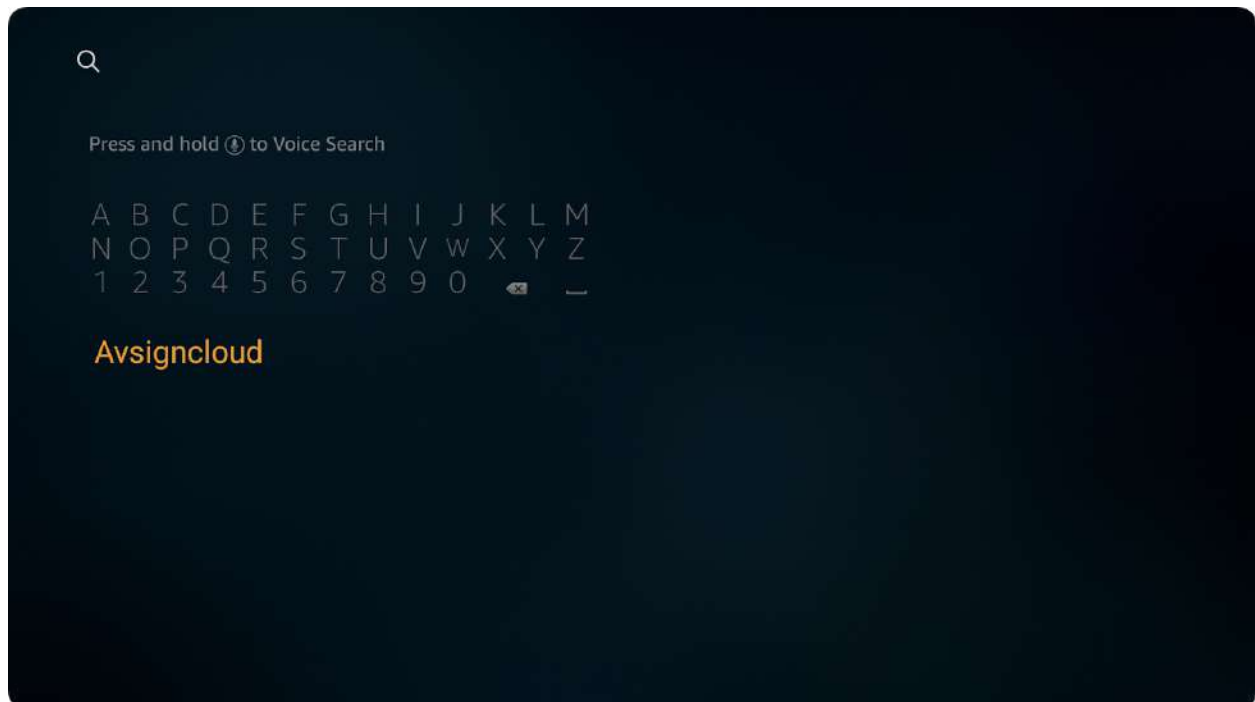 Press and hold to Voice Search
A B C D E F G H I J K L M
N O P Q R S T U V W X Y Z
1 2 3 4 5 6 7 8 9 0
Avsigncloud